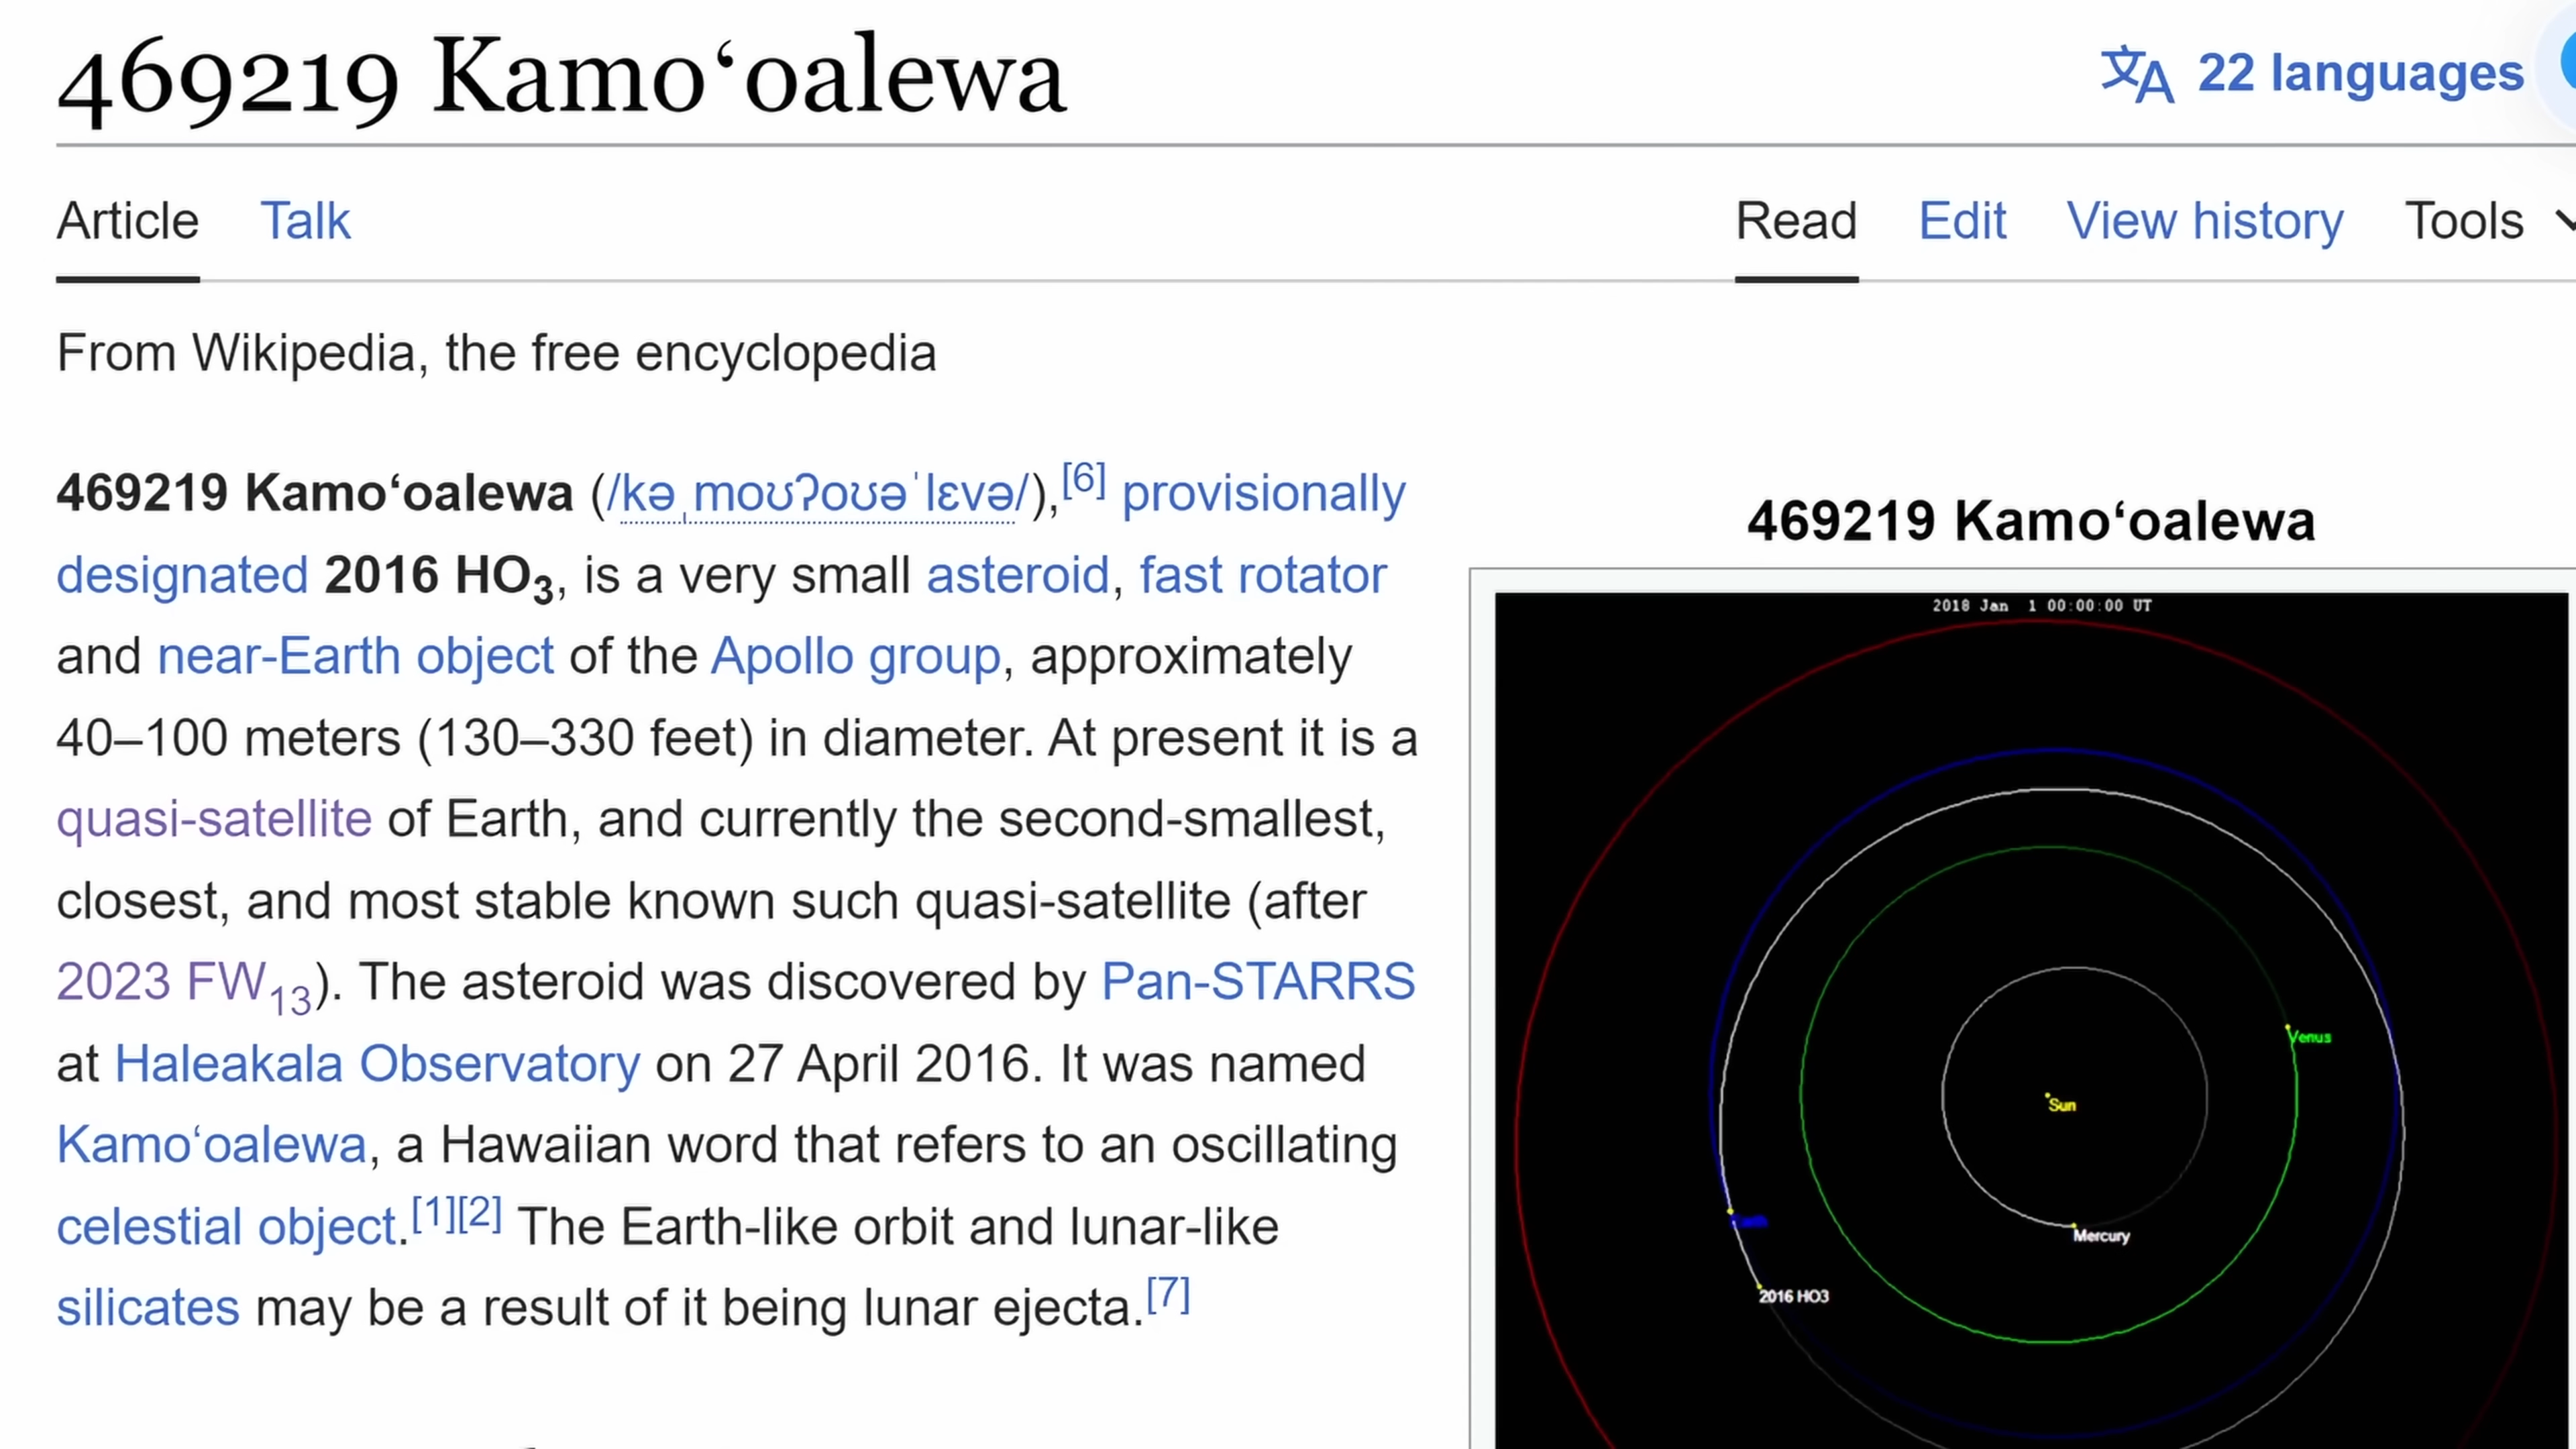 469219 Kamoʻoalewa
22 languages
Article Talk Read Edit View history Tools
From Wikipedia, the free encyclopedia
469219 Kamoʻoalewa (/kəˌmoʊʔoʊəˈlɛvə/),[6] provisionally
designated 2016 HO₃, is a very small asteroid, fast rotator
and near-Earth object of the Apollo group, approximately
40–100 meters (130–330 feet) in diameter. At present it is a
quasi-satellite of Earth, and currently the second-smallest,
closest, and most stable known such quasi-satellite (after
2023 FW₁₃). The asteroid was discovered by Pan-STARRS
at Haleakala Observatory on 27 April 2016. It was named
Kamoʻoalewa, a Hawaiian word that refers to an oscillating
celestial object.[1][2] The Earth-like orbit and lunar-like
silicates may be a result of it being lunar ejecta.[7]
469219 Kamoʻoalewa
2018 Jan 1 00:00:00 UT
Venus
Sun
Earth
Mercury
2016 HO3